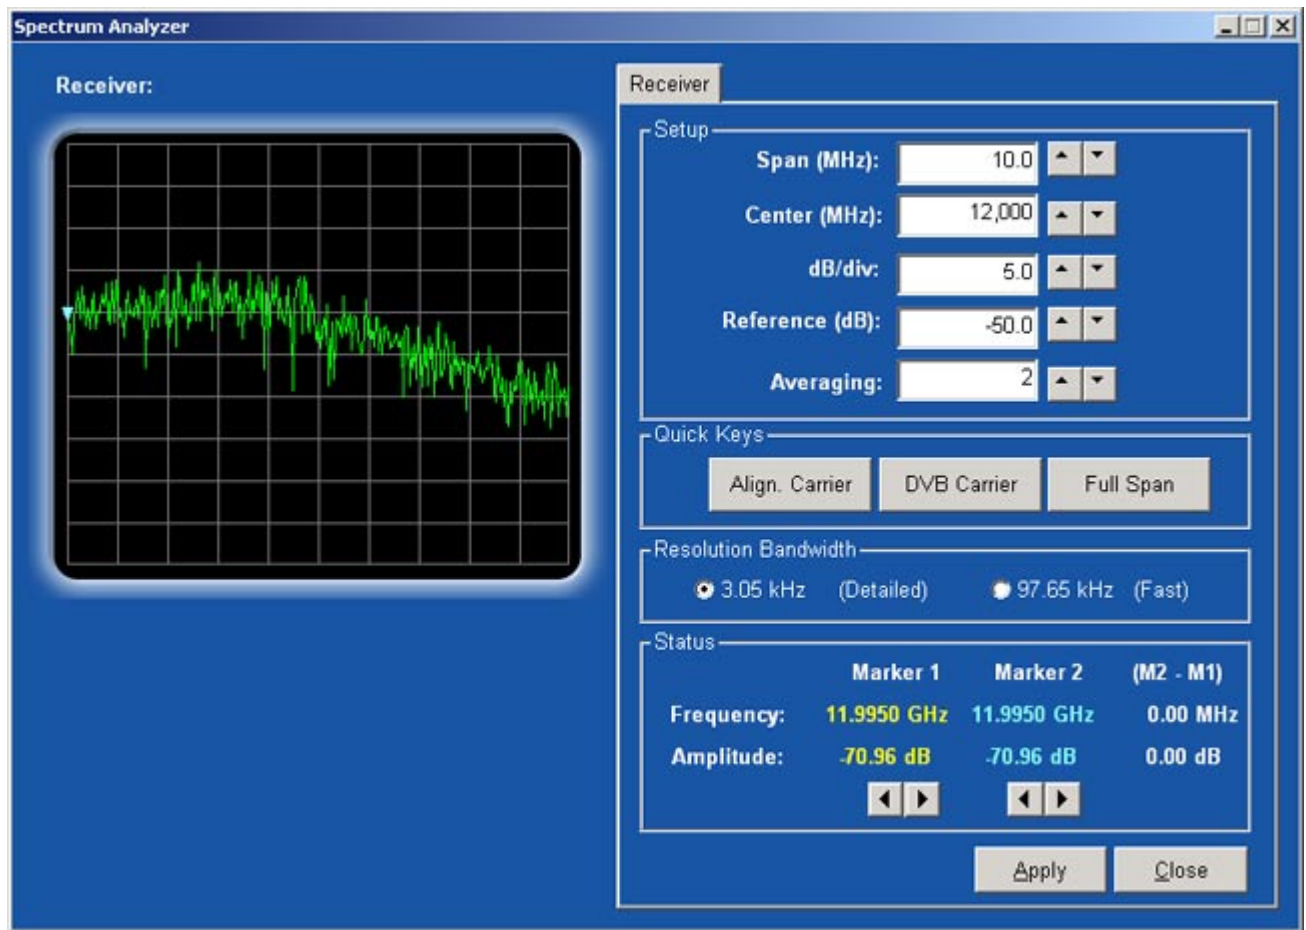 Spectrum Analyzer
Receiver:
Receiver
Setup
Span (MHz): 10.0
Center (MHz): 12,000
dB/div: 5.0
Reference (dB): -50.0
Averaging: 2
Quick Keys
Align. Carrier DVB Carrier Full Span
Resolution Bandwidth
3.05 kHz (Detailed) 97.65 kHz (Fast)
Status
Marker 1 Marker 2 (M2 - M1)
Frequency: 11.9950 GHz 11.9950 GHz 0.00 MHz
Amplitude: -70.96 dB -70.96 dB 0.00 dB
Apply Close